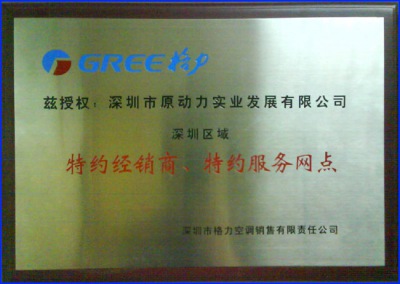 GREE格力
兹授权：深圳市原动力实业发展有限公司
深圳区域
特约经销商、特约服务网点
深圳市格力空调销售有限责任公司